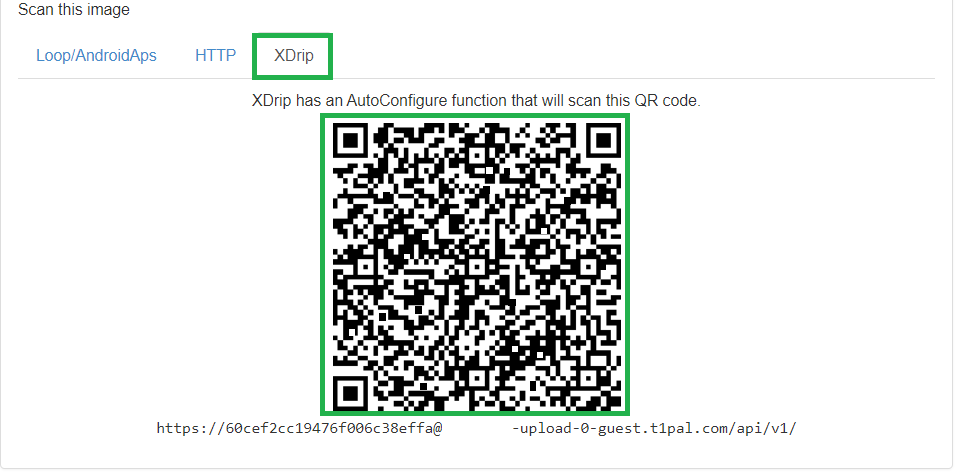 Scan this image
Loop/AndroidAps HTTP XDrip
XDrip has an AutoConfigure function that will scan this QR code.
https://60cef2cc19476f006c38effa@ -upload-0-guest.t1pal.com/api/v1/